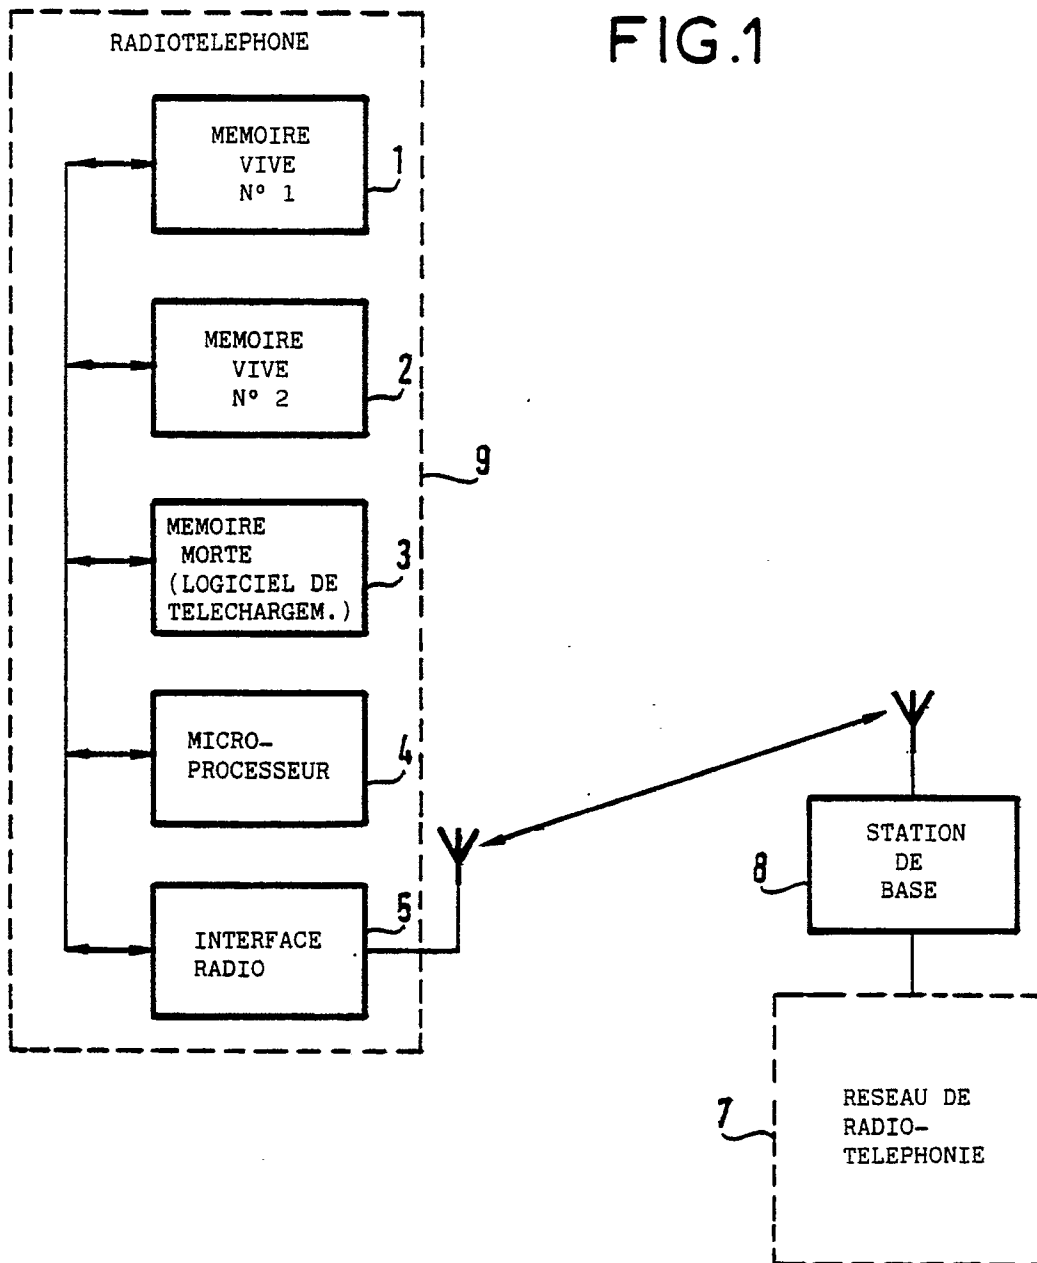 FIG.1
RADIOTELEPHONE
MEMOIRE
VIVE
N° 1
1
MEMOIRE
VIVE
N° 2
2
9
MEMOIRE
MORTE
(LOGICIEL DE
TELECHARGEM.)
3
MICRO-
PROCESSEUR
4
INTERFACE
RADIO
5
STATION
DE
BASE
8
RESEAU DE
RADIO-
TELEPHONIE
7